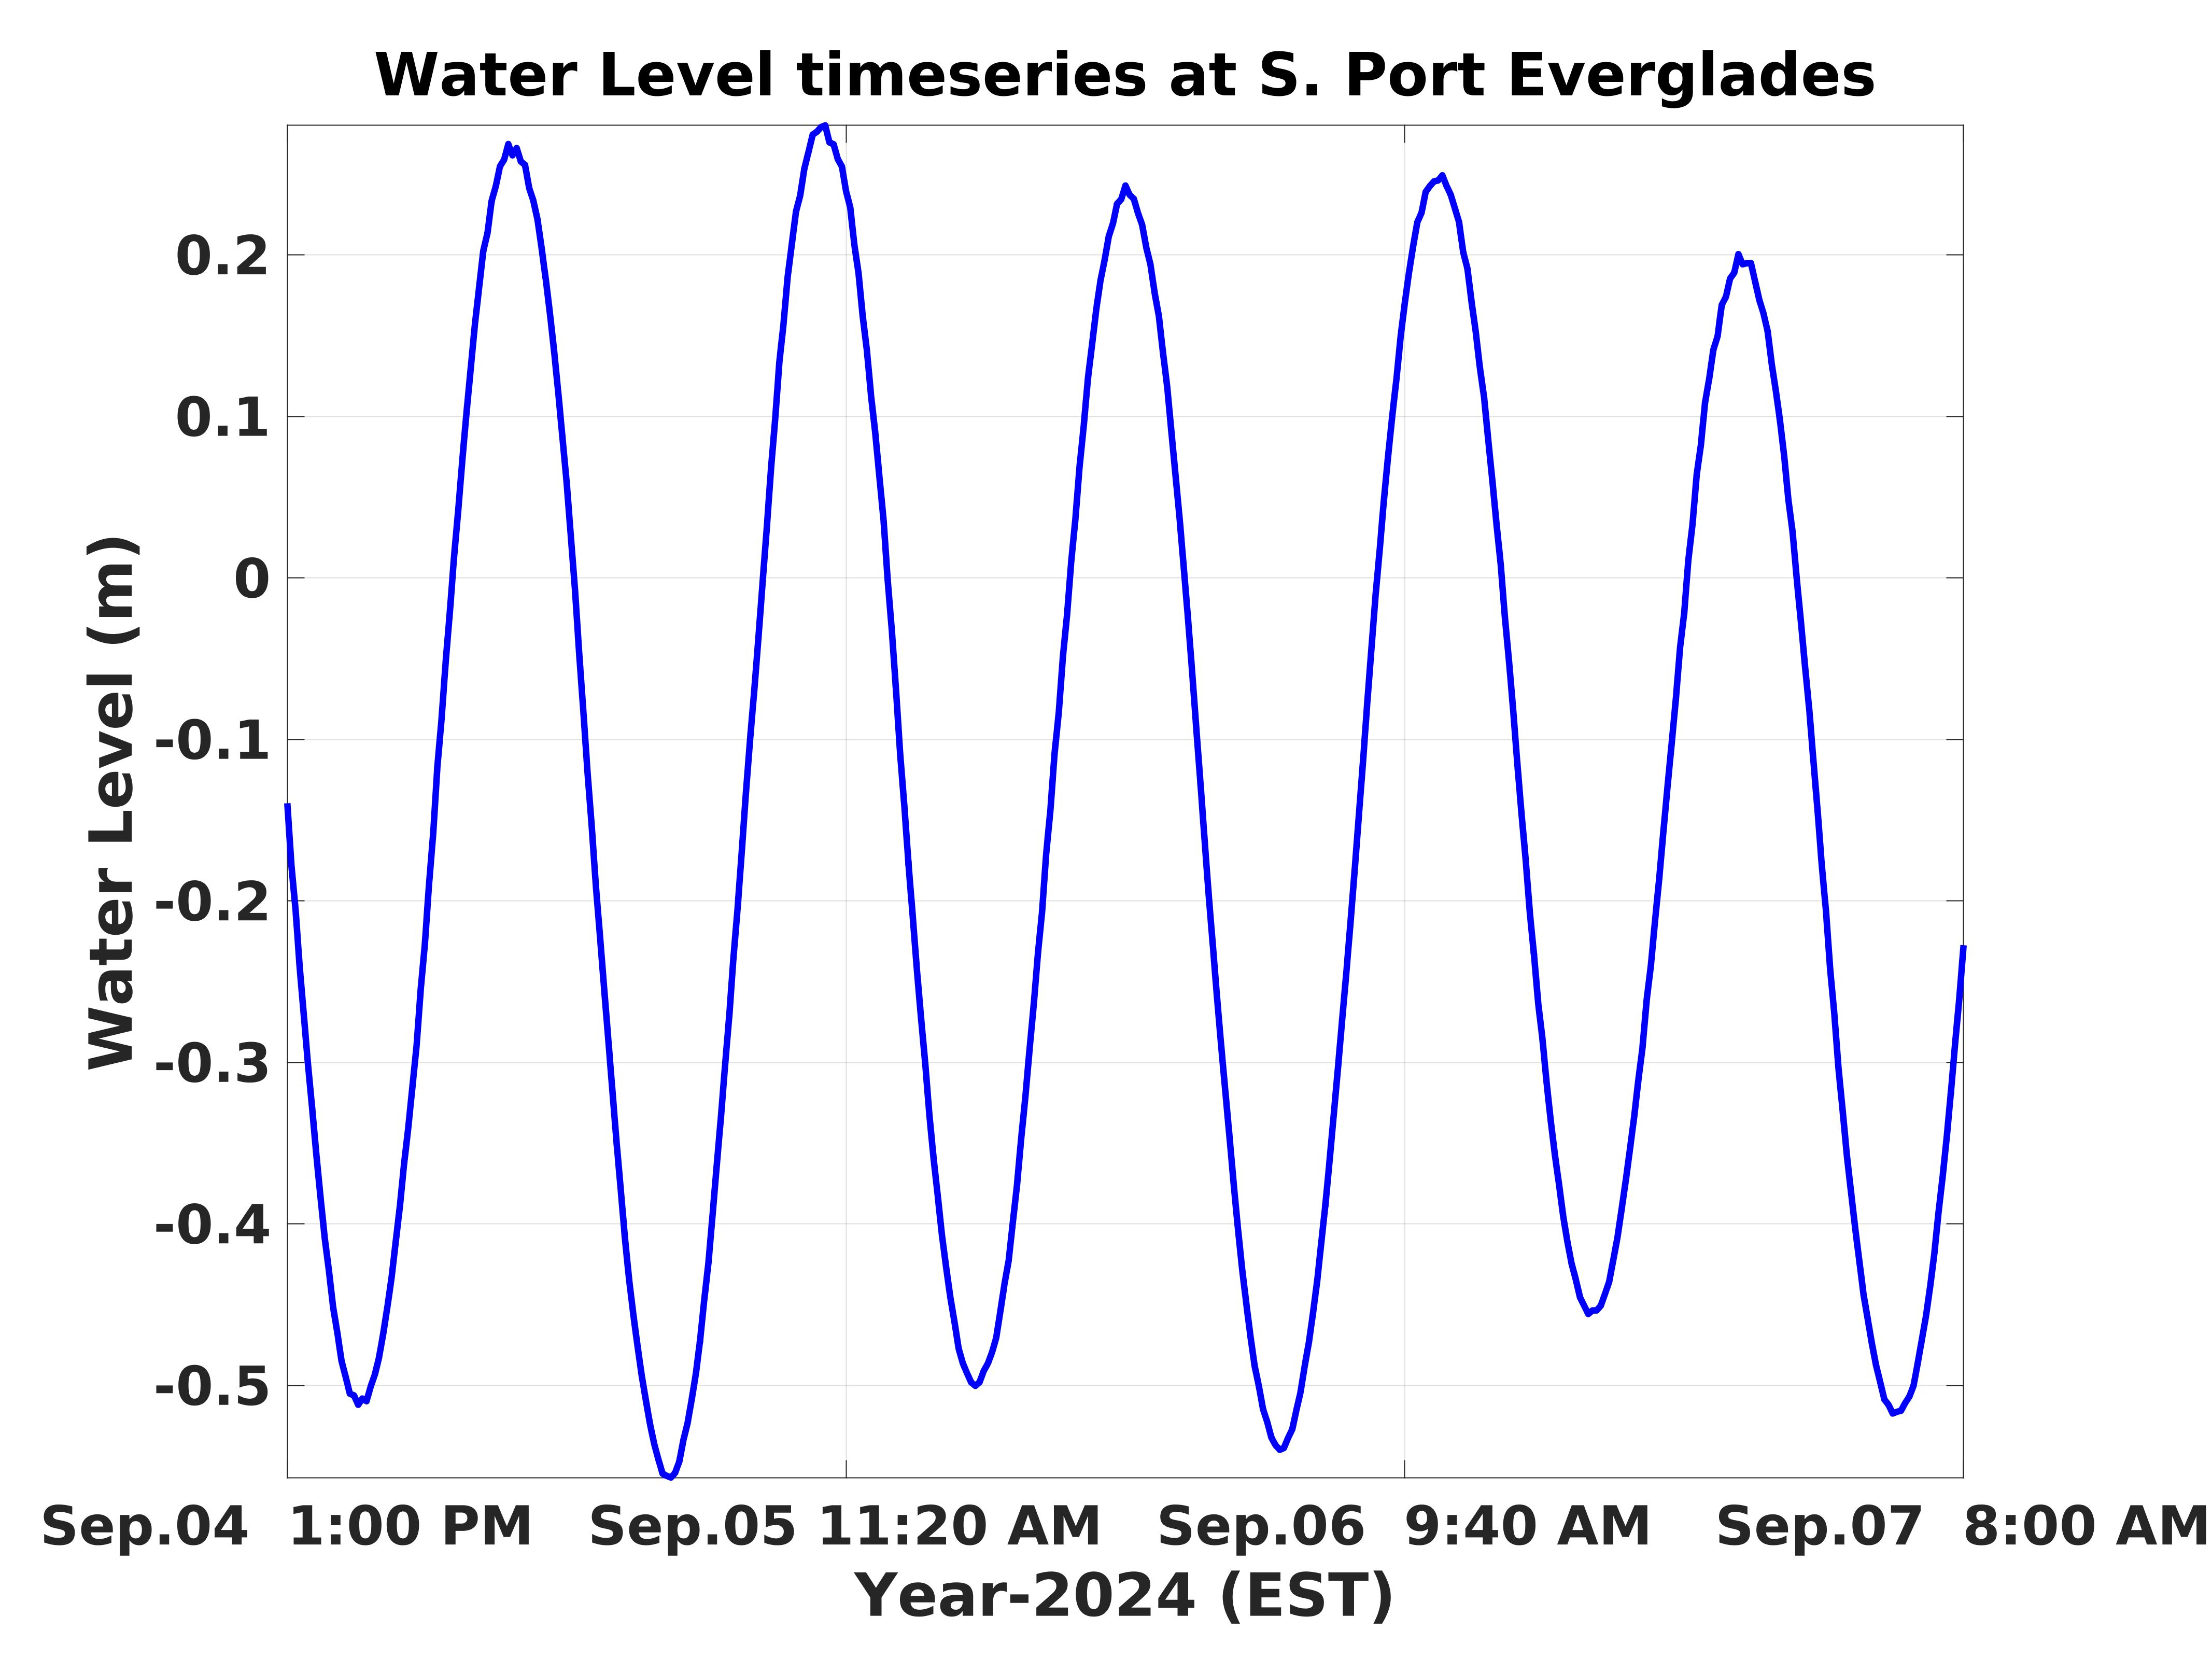 Water Level timeseries at S. Port Everglades
Water Level (m)
0.2
0.1
0
-0.1
-0.2
-0.3
-0.4
-0.5
Sep.04 1:00 PM
Sep.05 11:20 AM
Sep.06 9:40 AM
Sep.07 8:00 AM
Year-2024 (EST)